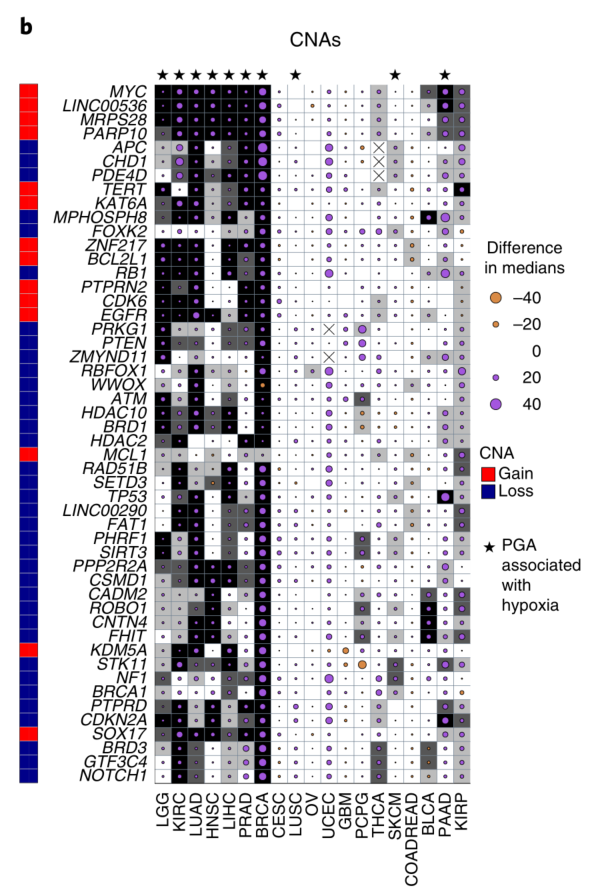 b
CNAs
MYC
LINC00536
MRPS28
PARP10
APC
CHD1
PDE4D
TERT
KAT6A
MPHOSPH8
FOXK2
ZNF217
BCL2L1
RB1
PTPRN2
CDK6
EGFR
PRKG1
PTEN
ZMYND11
RBFOX1
WWOX
ATM
HDAC10
BRD1
HDAC2
MCL1
RAD51B
SETD3
TP53
LINC00290
FAT1
PHRF1
SIRT3
PPP2R2A
CSMD1
CADM2
ROBO1
CNTN4
FHIT
KDM5A
STK11
NF1
BRCA1
PTPRD
CDKN2A
SOX17
BRD3
GTF3C4
NOTCH1
LGG
KIRC
LUAD
HNSC
LIHC
PRAD
BRCA
CESC
LUSC
OV
UCEC
GBM
PCPG
THCA
SKCM
COADREAD
BLCA
PAAD
KIRP
Difference
in medians
–40
–20
0
20
40
CNA
Gain
Loss
★ PGA
associated
with
hypoxia